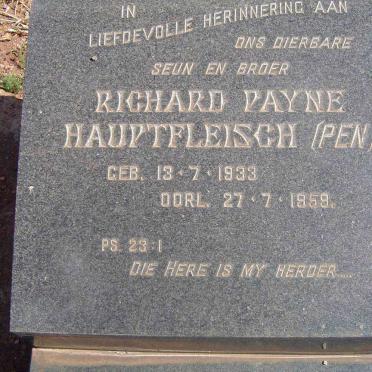 IN
LIEFDEVOLLE HERINNERING AAN
ONS DIERBARE
SEUN EN BROER
RICHARD PAYNE
HAUPTFLEISCH (PEN)
GEB. 13·7·1933
OORL. 27·7·1959.
PS. 23:1
DIE HERE IS MY HERDER....